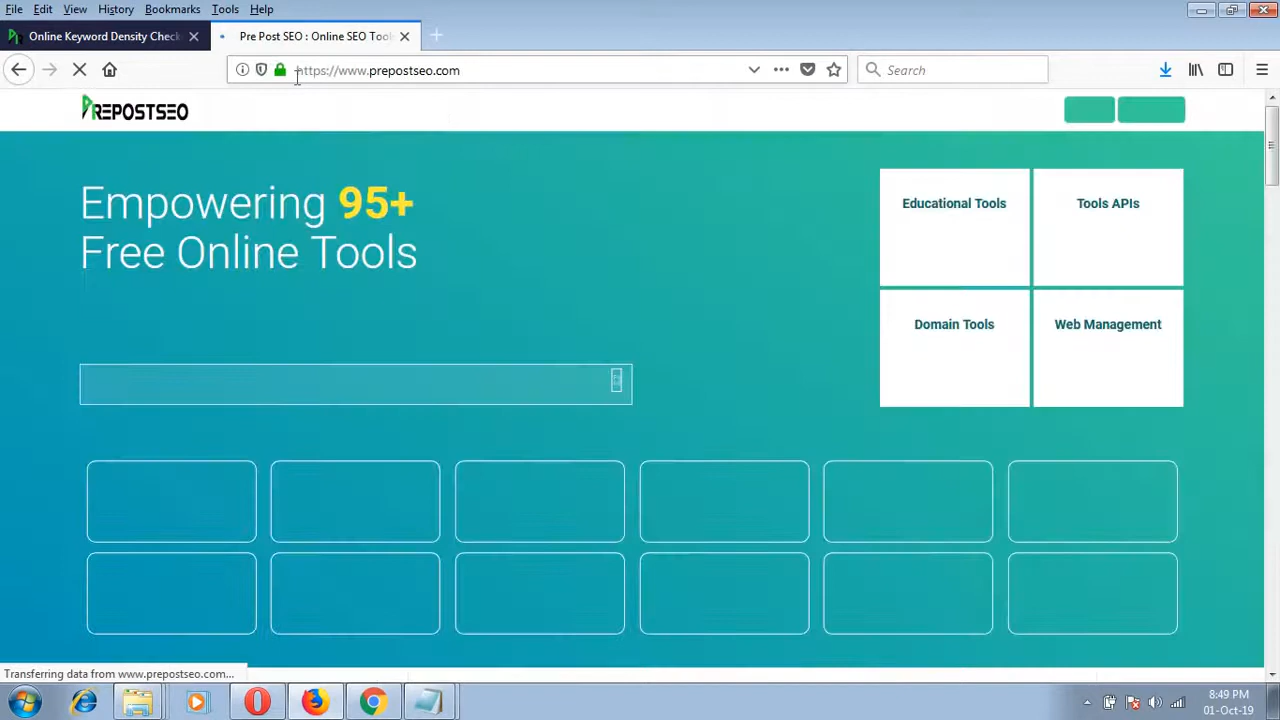 File Edit View History Bookmarks Tools Help
Online Keyword Density Check
Pre Post SEO : Online SEO Tools
https://www.prepostseo.com
Search
PREPOSTSEO
Empowering 95+
Free Online Tools
Educational Tools
Tools APIs
Domain Tools
Web Management
Transferring data from www.prepostseo.com...
8:49 PM
01-Oct-19